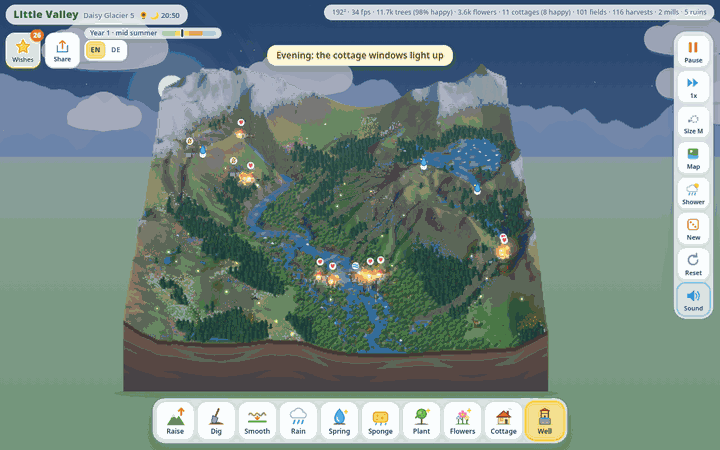 Little Valley Daisy Glacier 5 20:50
192² · 34 fps · 11.7k trees (98% happy) · 3.6k flowers · 11 cottages (8 happy) · 101 fields · 116 harvests · 2 mills · 5 ruins
Year 1 · mid summer
26
Wishes
Share
EN DE
Evening: the cottage windows light up
Pause
1x
Size M
Map
Shower
New
Reset
Sound
Raise Dig Smooth Rain Spring Sponge Plant Flowers Cottage Well